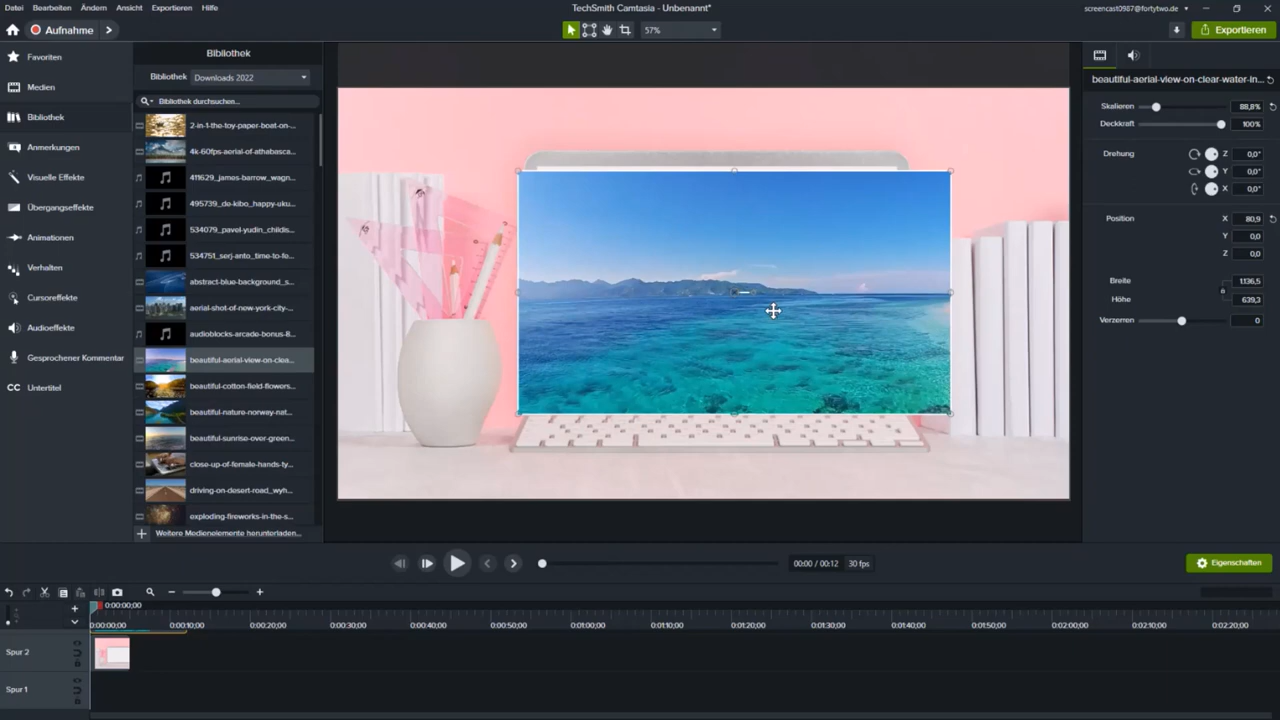 Datei Bearbeiten Ändern Ansicht Exportieren Hilfe
TechSmith Camtasia - Unbenannt*
screencast0987@fortytwo.de
Aufnahme
57%
Exportieren
Favoriten
Medien
Bibliothek
Anmerkungen
Visuelle Effekte
Übergangseffekte
Animationen
Verhalten
Cursoreffekte
Audioeffekte
Gesprochener Kommentar
CC Untertitel
Bibliothek
Bibliothek Downloads 2022
Bibliothek durchsuchen...
2-in-1-the-toy-paper-boat-on-...
4k-60fps-aerial-of-athabasca...
411629_james-barrow_wagn...
495739_de-kibo_happy-uku...
534079_pavel-yudin_childis...
534751_serj-anto_time-to-fe...
abstract-blue-background_s...
aerial-shot-of-new-york-city-...
audioblocks-arcade-bonus-8...
beautiful-aerial-view-on-clea...
beautiful-cotton-field-flowers...
beautiful-nature-norway-nat...
beautiful-sunrise-over-green...
close-up-of-female-hands-ty...
driving-on-desert-road_wyh...
exploding-fireworks-in-the-s...
Weitere Medienelemente herunterladen...
beautiful-aerial-view-on-clear-water-in...
Skalieren 88,8%
Deckkraft 100%
Drehung Z 0,0°
Y 0,0°
X 0,0°
Position X 80,9
Y 0,0
Z 0,0
Breite 1136,5
Höhe 639,3
Verzerren 0
00:00 / 00:12 30 fps
Eigenschaften
0:00:00;00
0:00:00;00 0:00:10;00 0:00:20;00 0:00:30;00 0:00:40;00 0:00:50;00 0:01:00;00 0:01:10;00 0:01:20;00 0:01:30;00 0:01:40;00 0:01:50;00 0:02:00;00 0:02:10;00 0:02:20;00
Spur 2
Spur 1